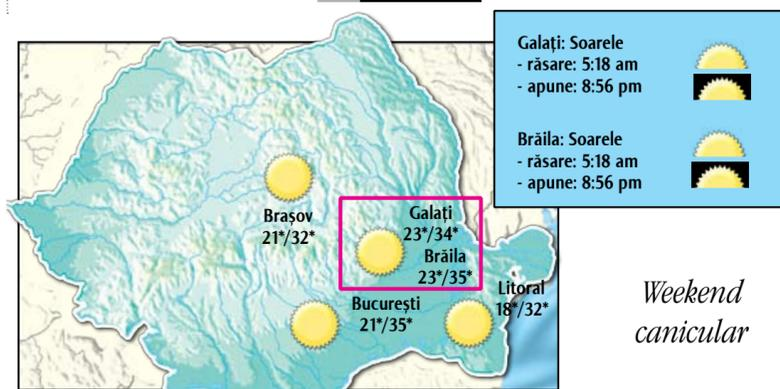 Galați: Soarele
- răsare: 5:18 am
- apune: 8:56 pm
Brăila: Soarele
- răsare: 5:18 am
- apune: 8:56 pm
Brașov
21*/32*
Galați
23*/34*
Brăila
23*/35*
București
21*/35*
Litoral
18*/32*
Weekend
canicular